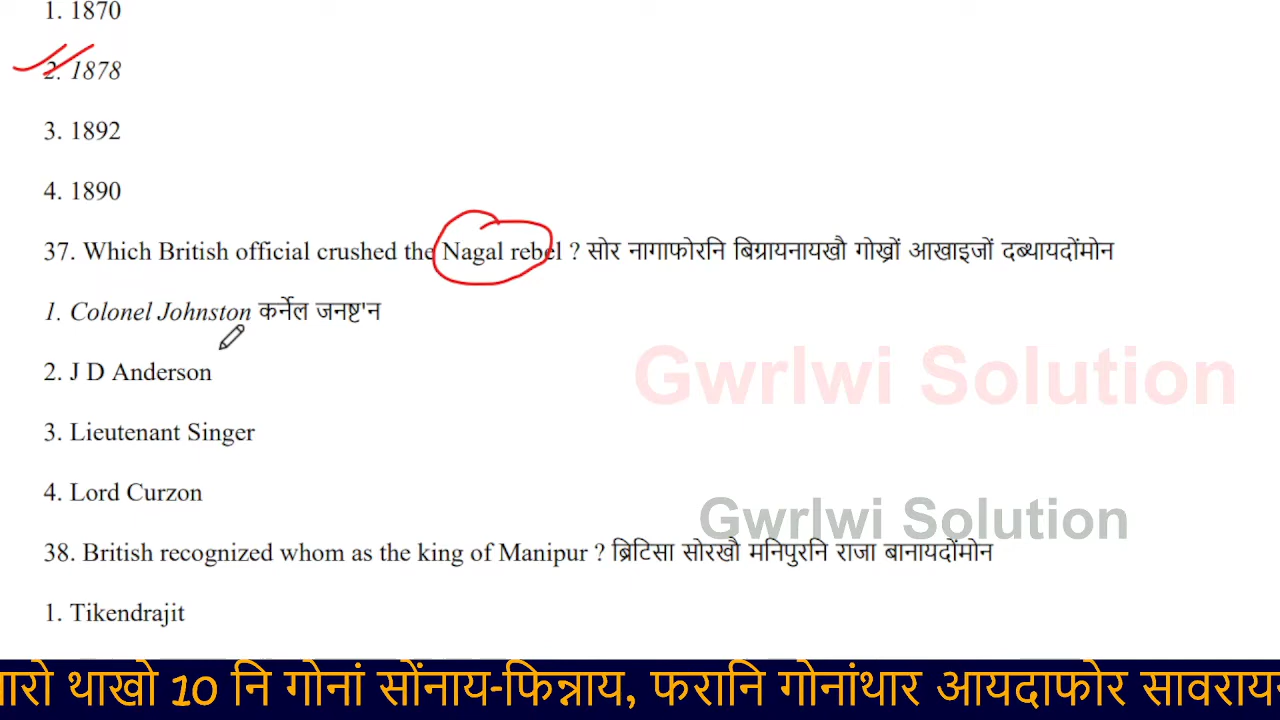 1. 1870
2. 1878
3. 1892
4. 1890
37. Which British official crushed the Nagal rebel ? सोर नागाफोरनि बिग्रायनायखौ गोख्रों आखाइजों दब्थायदोंमोन
1. Colonel Johnston कर्नेल जनष्ट'न
2. J D Anderson
Gwrlwi Solution
3. Lieutenant Singer
4. Lord Curzon
Gwrlwi Solution
38. British recognized whom as the king of Manipur ? ब्रिटिसा सोरखौ मनिपुरनि राजा बानायदोंमोन
1. Tikendrajit
थाखो 10 नि गोनां सोंनाय-फिन्नाय, फरानि गोनांथार आयदाफोर